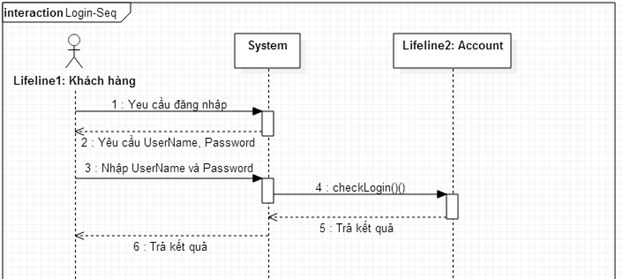 interaction Login-Seq
System
Lifeline2: Account
Lifeline1: Khách hàng
1 : Yeu cầu đăng nhập
2 : Yêu cầu UserName, Password
3 : Nhập UserName và Password
4 : checkLogin()()
5 : Trả kết quả
6 : Trả kết quả